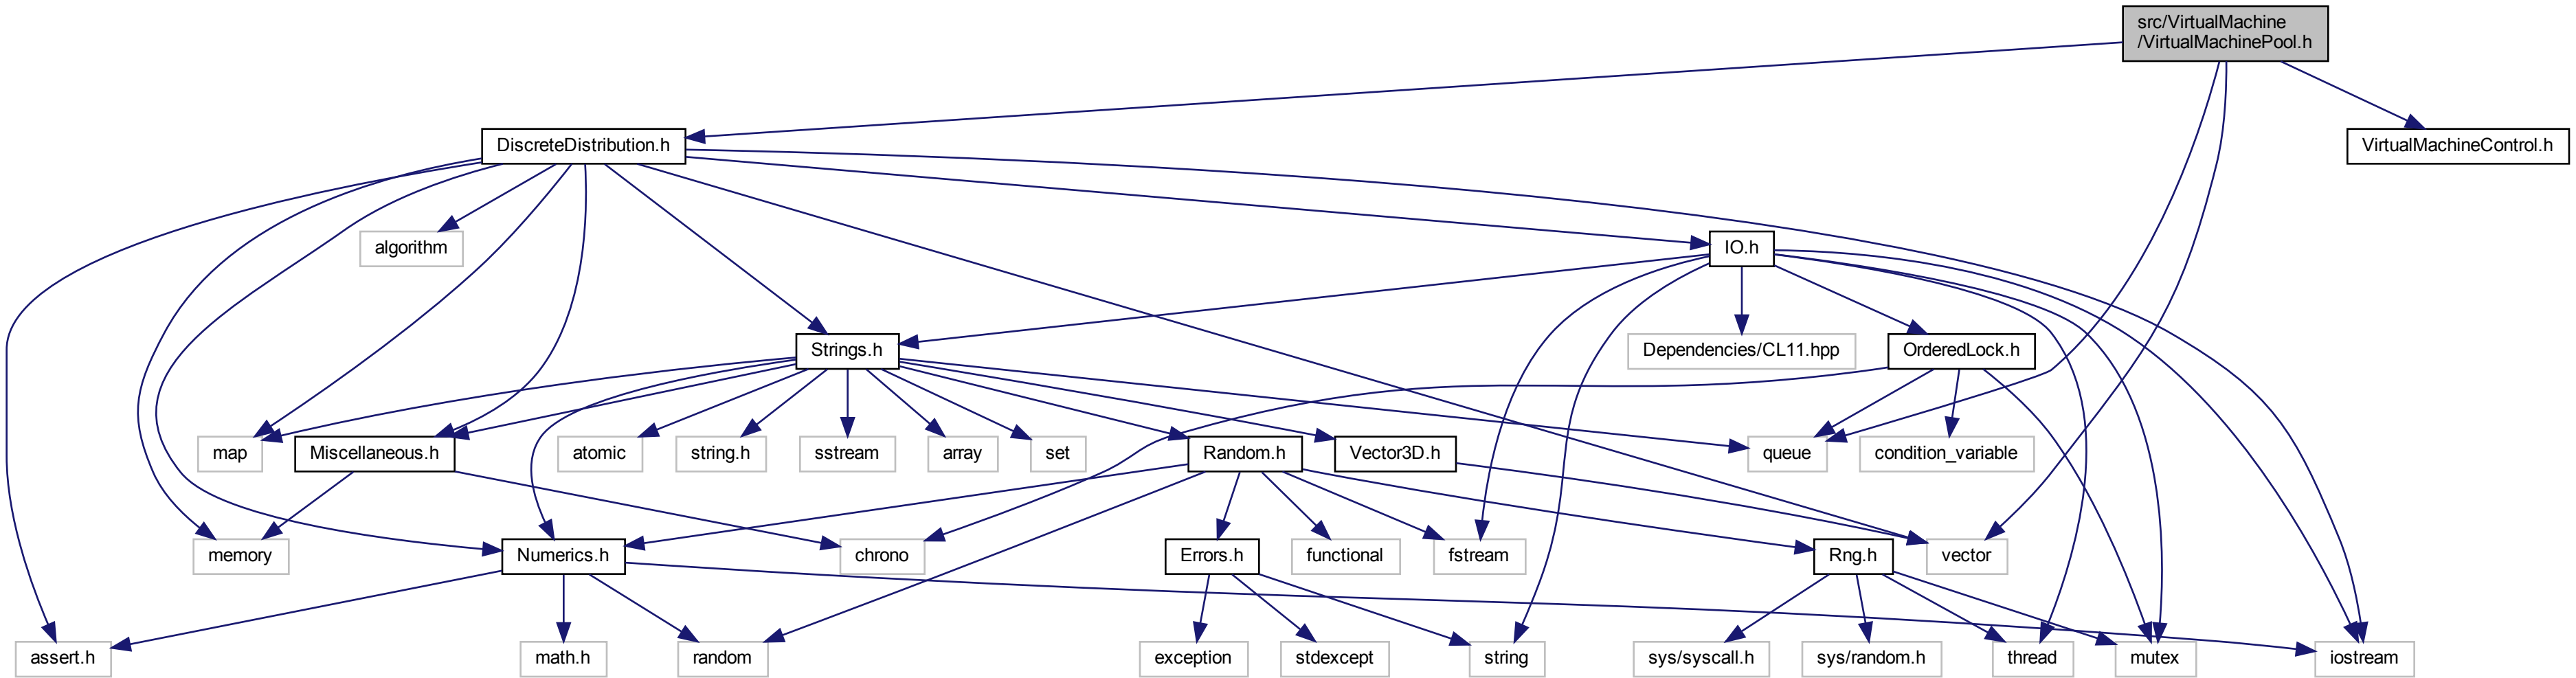 src/VirtualMachine
/VirtualMachinePool.h
DiscreteDistribution.h
VirtualMachineControl.h
algorithm
IO.h
Strings.h
Dependencies/CL11.hpp
OrderedLock.h
map
Miscellaneous.h
atomic
string.h
sstream
array
set
Random.h
Vector3D.h
queue
condition_variable
memory
Numerics.h
chrono
Errors.h
functional
fstream
Rng.h
vector
assert.h
math.h
random
exception
stdexcept
string
sys/syscall.h
sys/random.h
thread
mutex
iostream